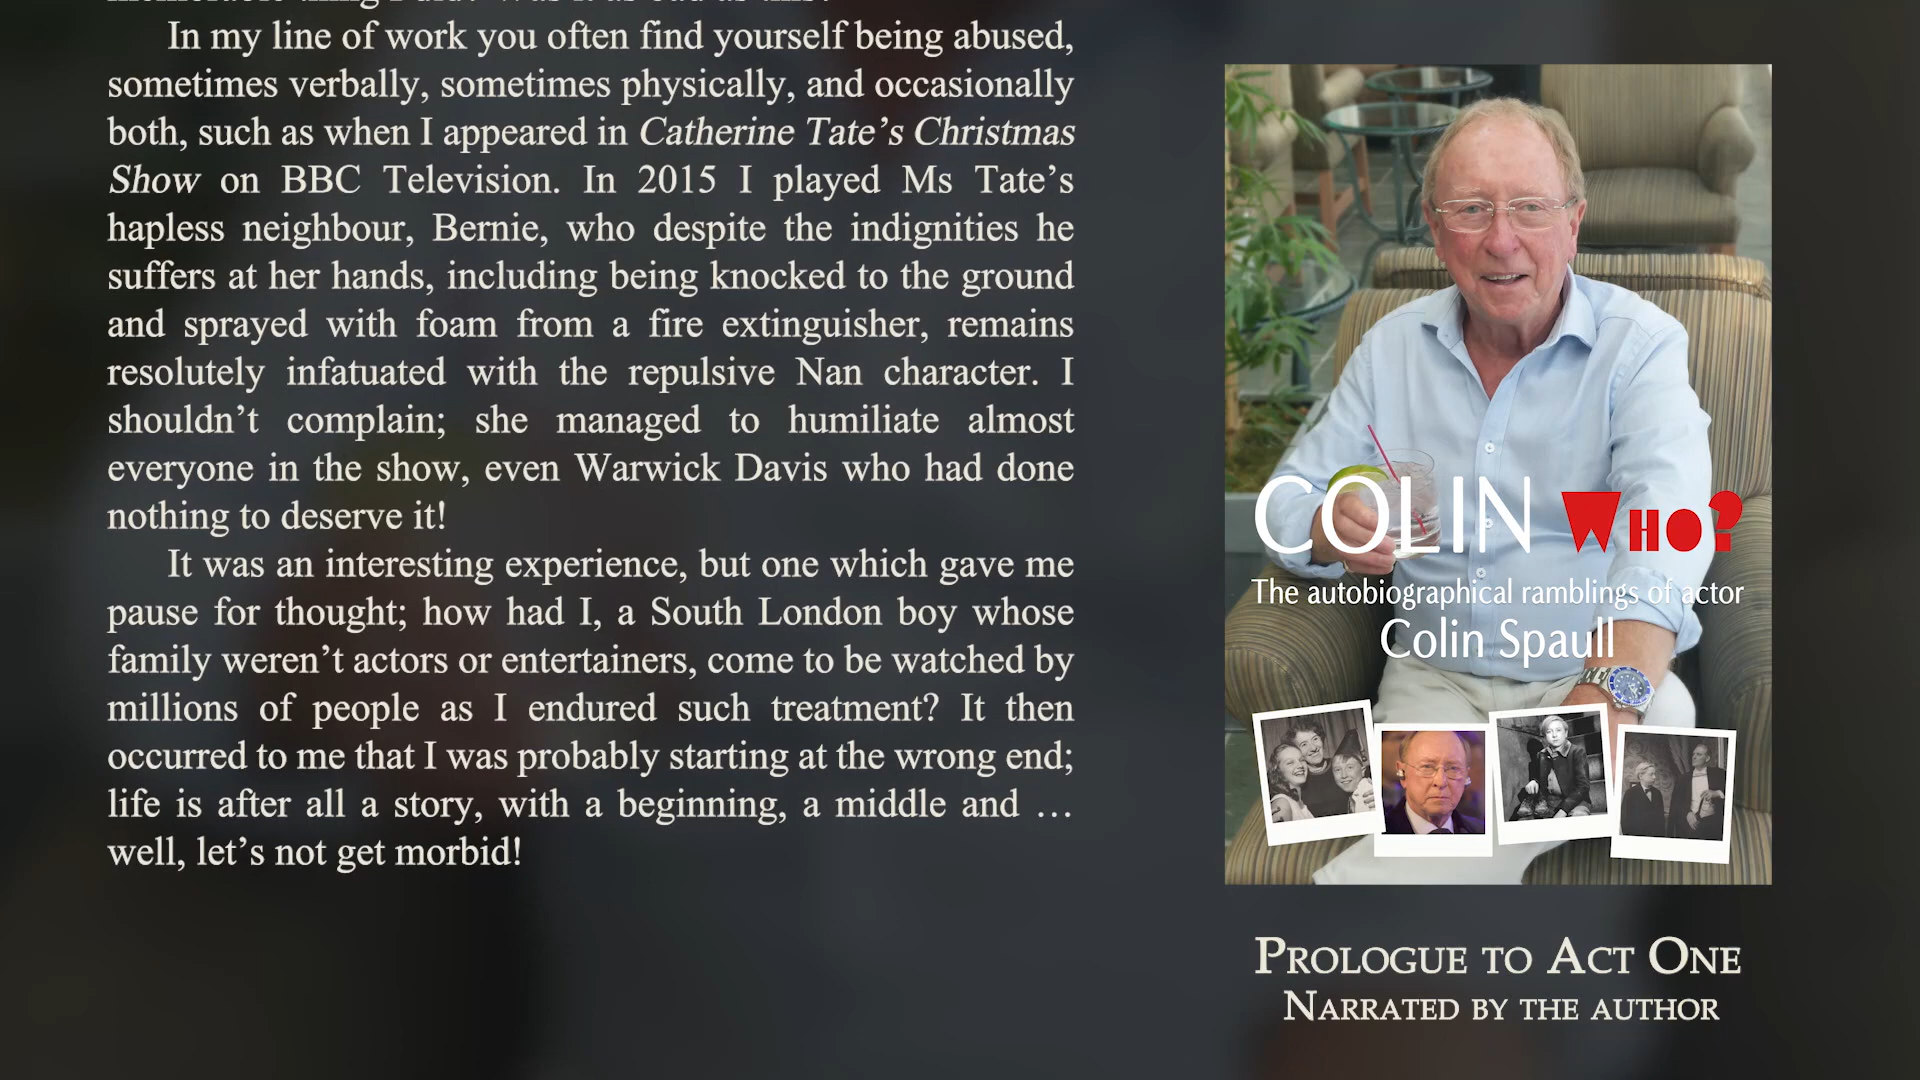 In my line of work you often find yourself being abused,
sometimes verbally, sometimes physically, and occasionally
both, such as when I appeared in Catherine Tate’s Christmas
Show on BBC Television. In 2015 I played Ms Tate’s
hapless neighbour, Bernie, who despite the indignities he
suffers at her hands, including being knocked to the ground
and sprayed with foam from a fire extinguisher, remains
resolutely infatuated with the repulsive Nan character. I
shouldn’t complain; she managed to humiliate almost
everyone in the show, even Warwick Davis who had done
nothing to deserve it!
It was an interesting experience, but one which gave me
pause for thought; how had I, a South London boy whose
family weren’t actors or entertainers, come to be watched by
millions of people as I endured such treatment? It then
occurred to me that I was probably starting at the wrong end;
life is after all a story, with a beginning, a middle and …
well, let’s not get morbid!
COLIN WHO?
The autobiographical ramblings of actor
Colin Spaull
PROLOGUE TO ACT ONE
NARRATED BY THE AUTHOR